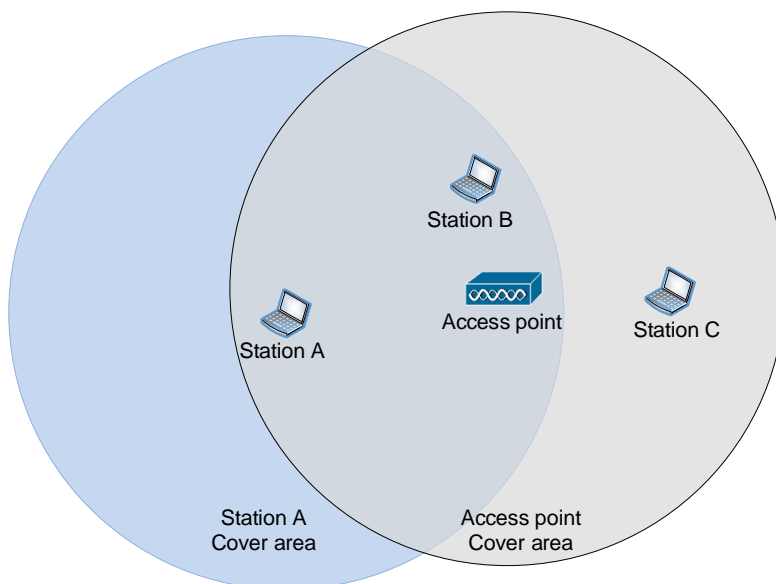 Station B
Access point
Station C
Station A
Station A
Cover area
Access point
Cover area